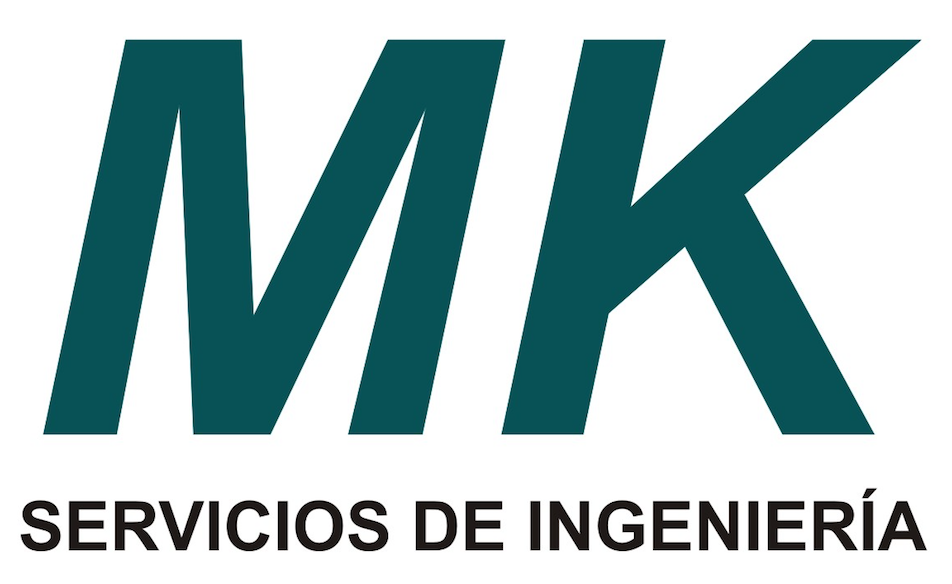 MK
SERVICIOS DE INGENIERÍA